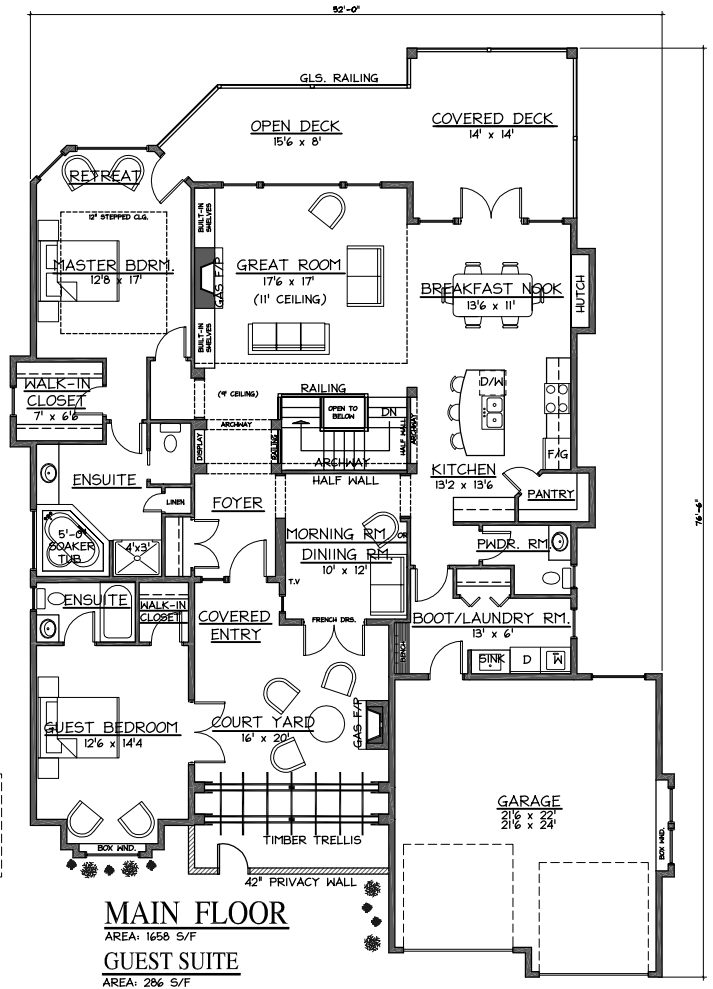 52'-0"
GLS. RAILING
OPEN DECK
15'6 x 8'
COVERED DECK
14' x 14'
RETREAT
12" STEPPED CLG.
MASTER BDRM.
12'8 x 17'
BUILT-IN
SHELVES
GAS F/P
BUILT-IN
SHELVES
GREAT ROOM
17'6 x 17'
(11' CEILING)
BREAKFAST NOOK
13'6 x 11'
HUTCH
WALK-IN
CLOSET
7' x 6'6
(9' CEILING)
RAILING
OPEN TO
BELOW
DN
D/W
ARCHWAY
DISPLAY
RAILING
ARCHWAY
HALF WALL
ARCHWAY
HALF WALL
F/G
KITCHEN
13'2 x 13'6
PANTRY
ENSUITE
LINEN
FOYER
5'-0"
SOAKER
TUB
4'x3'
MORNING RM.
OR
DINIING RM.
10' x 12'
T.V
PWDR. RM.
76'-6"
ENSUITE
WALK-IN
CLOSET
COVERED
ENTRY
FRENCH DRS.
BOOT/LAUNDRY RM.
13' x 6'
BENCH
SINK
D
W
GUEST BEDROOM
12'6 x 14'4
COURT YARD
16' x 20'
GAS F/P
GARAGE
21'6 x 22'
21'6 x 24'
BOX WND.
TIMBER TRELLIS
BOX WND.
42" PRIVACY WALL
MAIN FLOOR
AREA: 1658 S/F
GUEST SUITE
AREA: 286 S/F